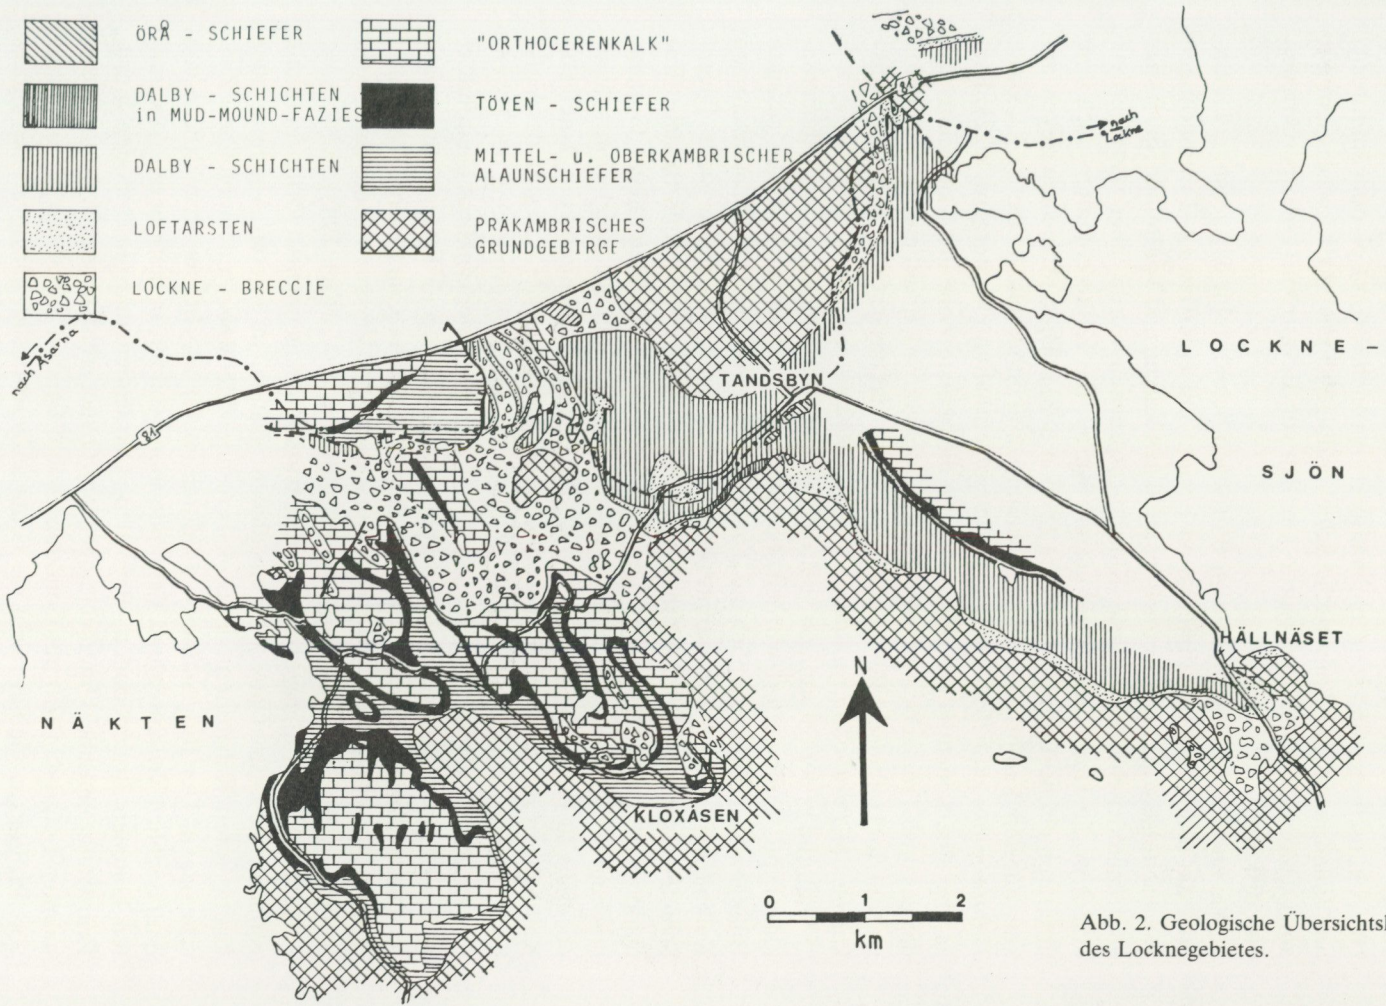 ÖRÅ - SCHIEFER
DALBY - SCHICHTEN
in MUD-MOUND-FAZIES
DALBY - SCHICHTEN
LOFTARSTEN
LOCKNE - BRECCIE
"ORTHOCERENKALK"
TÖYEN - SCHIEFER
MITTEL- u. OBERKAMBRISCHER
ALAUNSCHIEFER
PRÄKAMBRISCHES
GRUNDGEBIRGE
81
nach
Lockne
nach Åsarna
81
TANDSBYN
LOCKNE -
SJÖN
HÄLLNÄSET
NÄKTEN
N
KLOXÅSEN
0 1 2
km
Abb. 2. Geologische
des Locknegebietes.